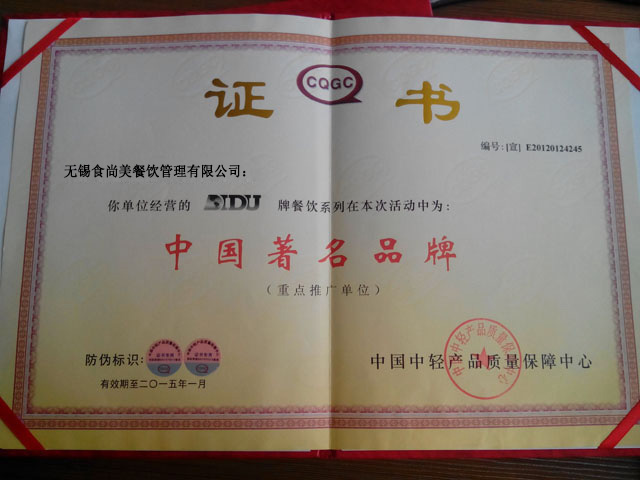 证 书
CQGC
编号:[宣] E20120124245
无锡食尚美餐饮管理有限公司:
你单位经营的 BIDU 牌餐饮系列在本次活动中为:
中国著名品牌
(重点推广单位)
防伪标识:
中国中轻产品质量保障中心
有效期至二〇一五年一月